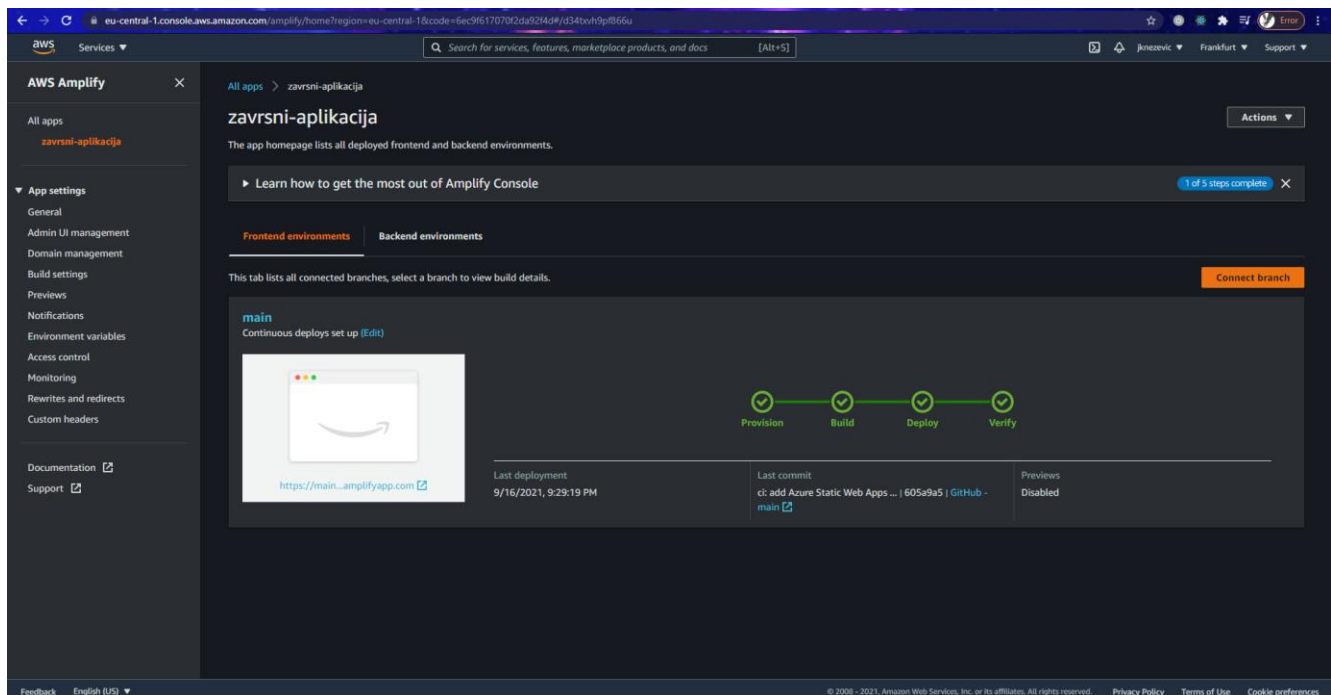 eu-central-1.console.aws.amazon.com/amplify/home?region=eu-central-1&code=6ec9f617070f2da92f4d#/d34txvh9pf866u
Error
aws
Services
Search for services, features, marketplace products, and docs [Alt+S]
jknezevic
Frankfurt
Support
AWS Amplify
All apps
zavrsni-aplikacija
App settings
General
Admin UI management
Domain management
Build settings
Previews
Notifications
Environment variables
Access control
Monitoring
Rewrites and redirects
Custom headers
Documentation
Support
All apps > zavrsni-aplikacija
zavrsni-aplikacija
Actions
The app homepage lists all deployed frontend and backend environments.
Learn how to get the most out of Amplify Console
1 of 5 steps complete
Frontend environments
Backend environments
This tab lists all connected branches, select a branch to view build details.
Connect branch
main
Continuous deploys set up (Edit)
https://main...amplifyapp.com
Provision
Build
Deploy
Verify
Last deployment
9/16/2021, 9:29:19 PM
Last commit
ci: add Azure Static Web Apps ... | 605a9a5 | GitHub -
main
Previews
Disabled
Feedback
English (US)
© 2008 - 2021, Amazon Web Services, Inc. or its affiliates. All rights reserved.
Privacy Policy
Terms of Use
Cookie preferences